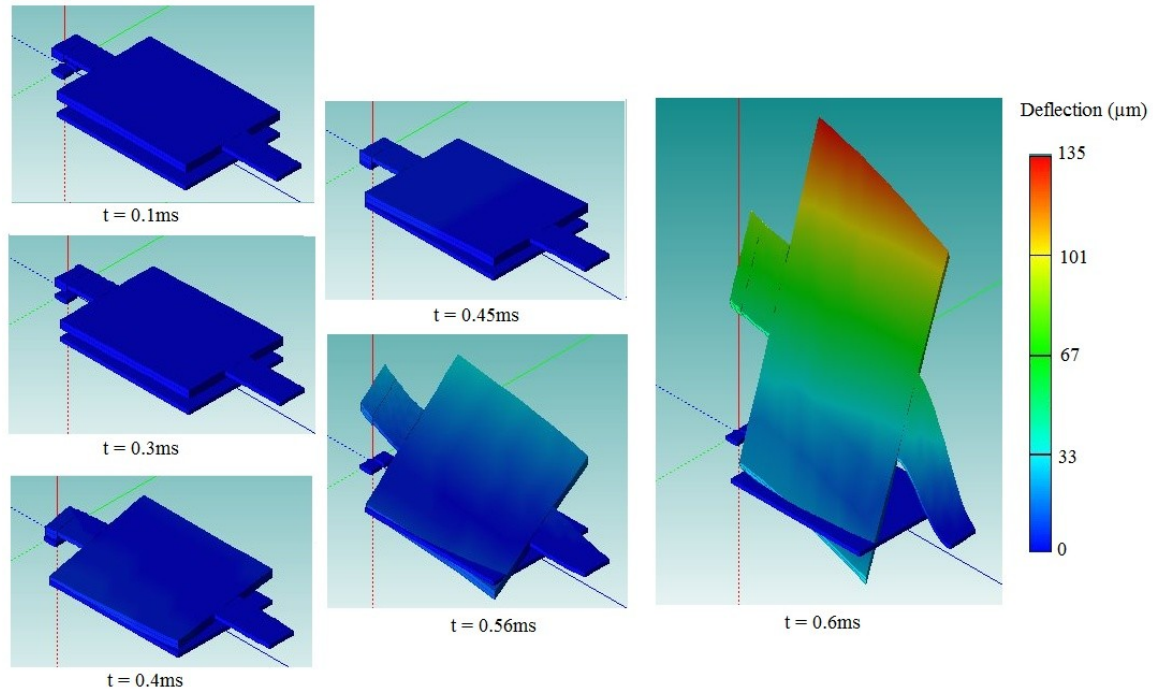 t = 0.1ms
t = 0.3ms
t = 0.4ms
t = 0.45ms
t = 0.56ms
t = 0.6ms
Deflection (µm)
135
101
67
33
0